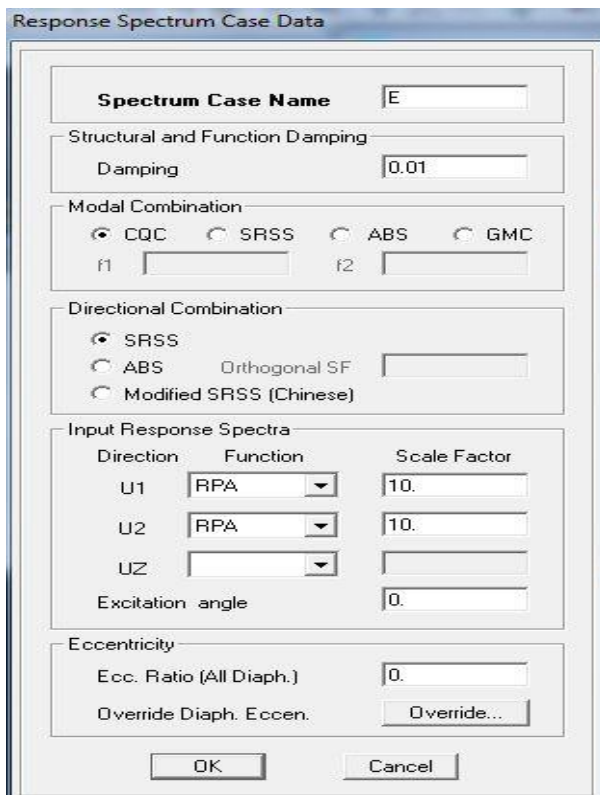 Response Spectrum Case Data
Spectrum Case Name E
Structural and Function Damping
Damping 0.01
Modal Combination
CQC SRSS ABS GMC
f1 f2
Directional Combination
SRSS
ABS Orthogonal SF
Modified SRSS (Chinese)
Input Response Spectra
Direction Function Scale Factor
U1 RPA 10.
U2 RPA 10.
UZ
Excitation angle 0.
Eccentricity
Ecc. Ratio (All Diaph.) 0.
Override Diaph. Eccen. Override...
OK Cancel